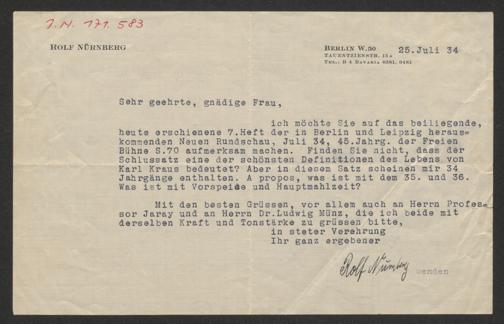 I.N. 171.583
ROLF NÜRNBERG
BERLIN W.50 25.Juli 34
TAUENTZIENSTR. 13A
TEL.: B 4 BAVARIA 0381, 0481
Sehr geehrte, gnädige Frau,
ich möchte Sie auf das beiliegende,
heute erschienene 7.Heft der in Berlin und Leipzig heraus-
kommenden Neuen Rundschau, Juli 34, 45.Jahrg. der Freien
Bühne S.70 aufmerksam machen. Finden Sie nicht, dass der
Schlussatz eine der schönsten Definitionen des Lebens von
Karl Kraus bedeutet? Aber in diesem Satz scheinen mir 34
Jahrgänge enthalten. A propos, was ist mit dem 35. und 36.
Was ist mit Vorspeise und Hauptmahlzeit?
Mit den besten Grüssen, vor allem auch an Herrn Profes-
sor Jaray und an Herrn Dr.Ludwig Münz, die ich beide mit
derselben Kraft und Tonstärke zu grüssen bitte,
in steter Verehrung
Ihr ganz ergebener
Rolf Nürnberg
wenden